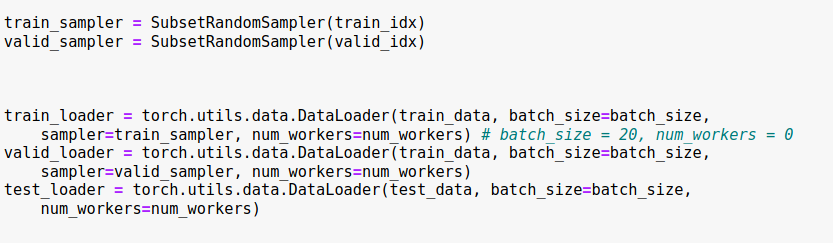 train_sampler = SubsetRandomSampler(train_idx)
valid_sampler = SubsetRandomSampler(valid_idx)
train_loader = torch.utils.data.DataLoader(train_data, batch_size=batch_size,
    sampler=train_sampler, num_workers=num_workers) # batch_size = 20, num_workers = 0
valid_loader = torch.utils.data.DataLoader(train_data, batch_size=batch_size,
    sampler=valid_sampler, num_workers=num_workers)
test_loader = torch.utils.data.DataLoader(test_data, batch_size=batch_size,
    num_workers=num_workers)